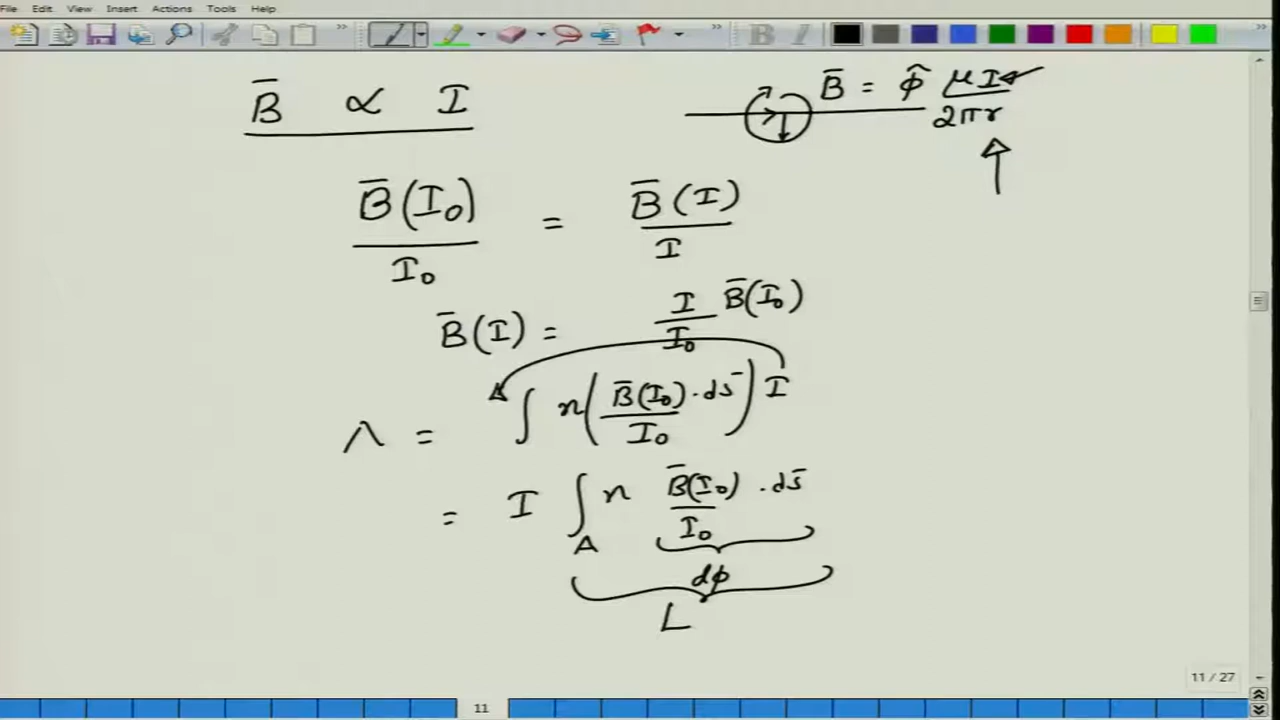 File Edit View Insert Actions Tools Help
B̄ ∝ I
B̄ = φ̂ μI / 2πr
B̄(I₀) / I₀ = B̄(I) / I
B̄(I) = I / I₀ B̄(I₀)
Λ = ∫ n( B̄(I₀)·ds̄ / I₀ ) I
= I ∫_A n B̄(I₀) / I₀ ·ds̄
dφ
L
11 / 27
11